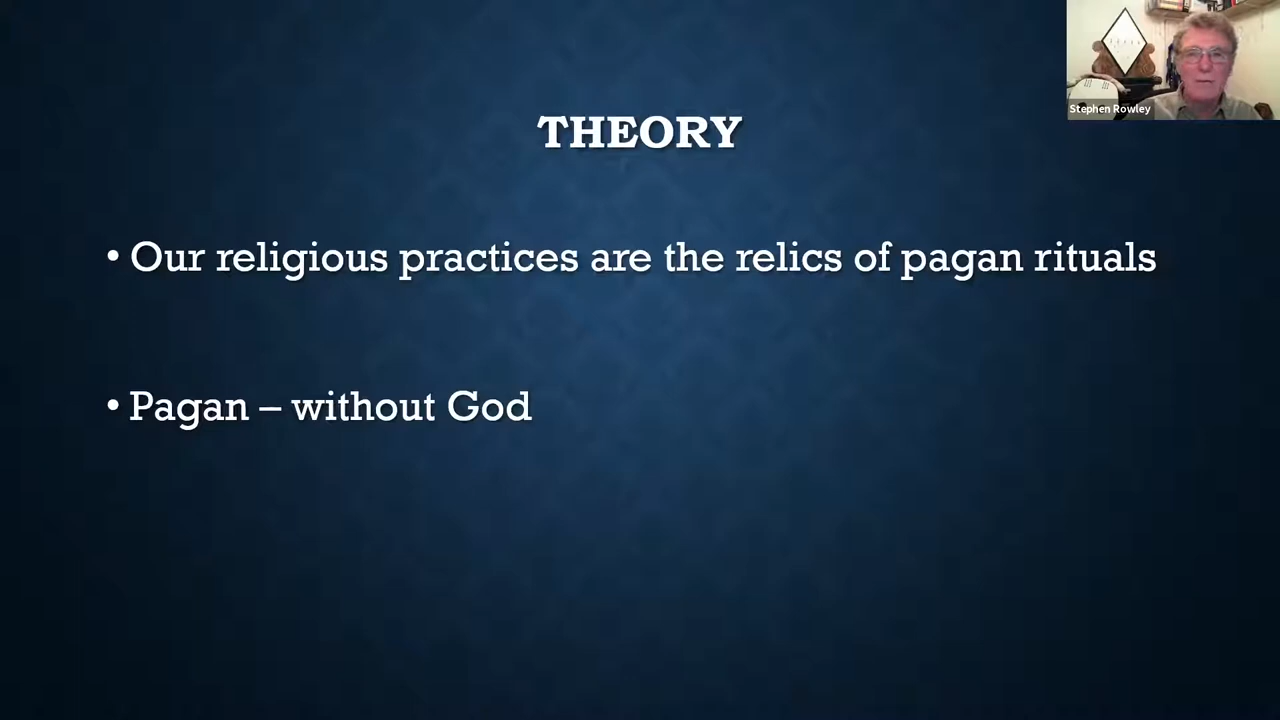 Stephen Rowley
THEORY
• Our religious practices are the relics of pagan rituals
• Pagan – without God